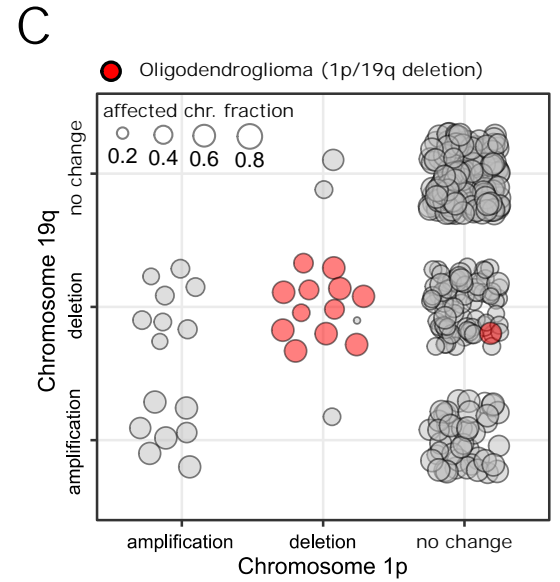 C
Oligodendroglioma (1p/19q deletion)
affected chr. fraction
0.2 0.4 0.6 0.8
Chromosome 19q
no change
deletion
amplification
amplification deletion no change
Chromosome 1p